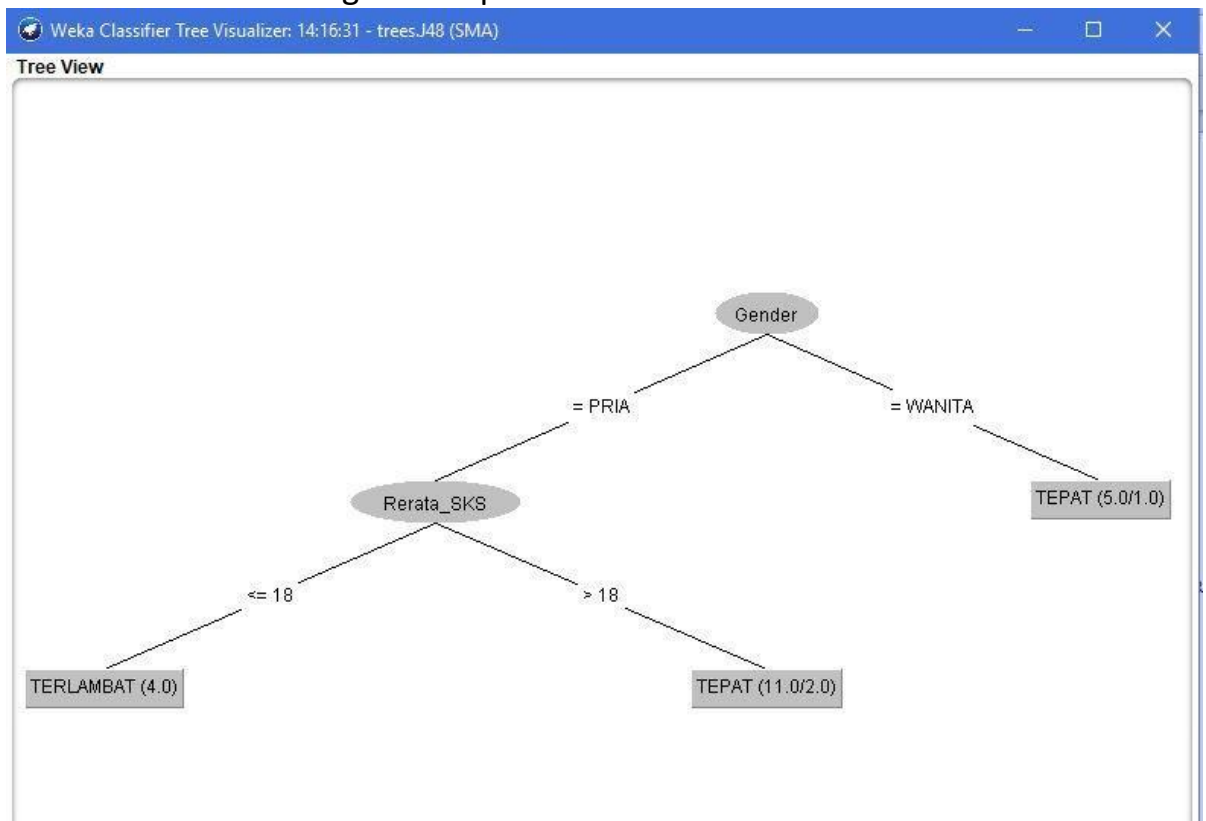 Weka Classifier Tree Visualizer: 14:16:31 - trees.J48 (SMA)
Tree View
Gender
= PRIA
= WANITA
Rerata_SKS
TEPAT (5.0/1.0)
<= 18
> 18
TERLAMBAT (4.0)
TEPAT (11.0/2.0)